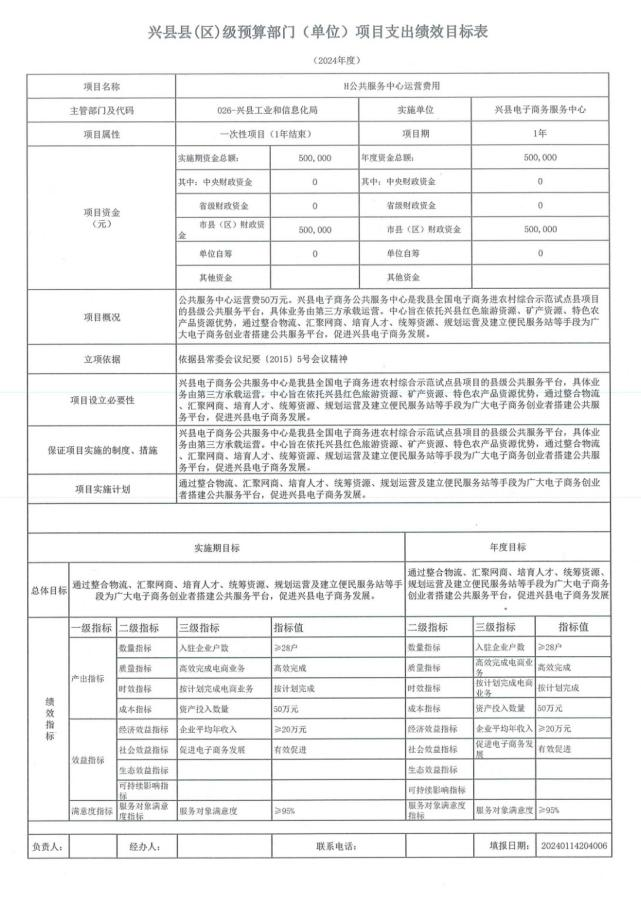 兴县县(区)级预算部门（单位）项目支出绩效目标表
（2024年度）
项目名称 H公共服务中心运营费用
主管部门及代码 026-兴县工业和信息化局 实施单位 兴县电子商务服务中心
项目属性 一次性项目（1年结束） 项目期 1年
项目资金
（元）
实施期资金总额： 500,000 年度资金总额： 500,000
其中：中央财政资金 0 其中：中央财政资金 0
省级财政资金 0 省级财政资金 0
市县（区）财政资金 500,000 市县（区）财政资金 500,000
单位自筹 0 单位自筹 0
其他资金 其他资金
项目概况
公共服务中心运营费50万元。兴县电子商务公共服务中心是我县全国电子商务进农村综合示范试点县项目
的县级公共服务平台，具体业务由第三方承载运营。中心旨在依托兴县红色旅游资源、矿产资源、特色农
产品资源优势，通过整合物流、汇聚网商、培育人才、统筹资源、规划运营及建立便民服务站等手段为广
大电子商务创业者搭建公共服务平台，促进兴县电子商务发展。
立项依据 依据县常委会议纪要〔2015〕5号会议精神
项目设立必要性
兴县电子商务公共服务中心是我县全国电子商务进农村综合示范试点县项目的县级公共服务平台，具体业
务由第三方承载运营。中心旨在依托兴县红色旅游资源、矿产资源、特色农产品资源优势，通过整合物流
、汇聚网商、培育人才、统筹资源、规划运营及建立便民服务站等手段为广大电子商务创业者搭建公共服
务平台，促进兴县电子商务发展。
保证项目实施的制度、措施
兴县电子商务公共服务中心是我县全国电子商务进农村综合示范试点县项目的县级公共服务平台，具体业
务由第三方承载运营。中心旨在依托兴县红色旅游资源、矿产资源、特色农产品资源优势，通过整合物流
、汇聚网商、培育人才、统筹资源、规划运营及建立便民服务站等手段为广大电子商务创业者搭建公共服
务平台，促进兴县电子商务发展。
项目实施计划
通过整合物流、汇聚网商、培育人才、统筹资源、规划运营及建立便民服务站等手段为广大电子商务创业
者搭建公共服务平台，促进兴县电子商务发展。
实施期目标 年度目标
总体目标
通过整合物流、汇聚网商、培育人才、统筹资源、规划运营及建立便民服务站等手
段为广大电子商务创业者搭建公共服务平台，促进兴县电子商务发展。
通过整合物流、汇聚网商、培育人才、统筹资源、
规划运营及建立便民服务站等手段为广大电子商务
创业者搭建公共服务平台，促进兴县电子商务发展
。
绩效指标
一级指标 二级指标 三级指标 指标值 二级指标 三级指标 指标值
产出指标
数量指标 入驻企业户数 ≥28户 数量指标 入驻企业户数 ≥28户
质量指标 高效完成电商业务 高效完成 质量指标 高效完成电商业务 高效完成
时效指标 按计划完成电商业务 按计划完成 时效指标 按计划完成电商业务 按计划完成
成本指标 资产投入数量 50万元 成本指标 资产投入数量 50万元
效益指标
经济效益指标 企业平均年收入 ≥20万元 经济效益指标 企业平均年收入 ≥20万元
社会效益指标 促进电子商务发展 有效促进 社会效益指标 促进电子商务发展 有效促进
生态效益指标 生态效益指标
可持续影响指标 可持续影响指标
满意度指标 服务对象满意度指标 服务对象满意度 ≥95% 服务对象满意度指标 服务对象满意度 ≥95%
负责人： 经办人： 联系电话： 填报日期： 20240114204006